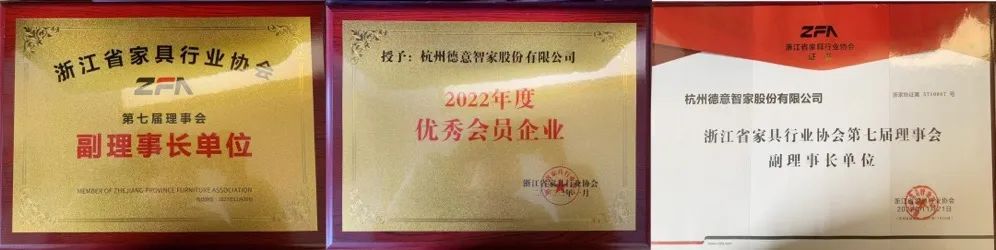 浙江省家具行业协会
ZFA
第七届理事会
副理事长单位
MEMBER OF ZHEJIANG PROVINCE FURNITURE ASSOCIATION
授予：杭州德意智家股份有限公司
2022年度
优秀会员企业
浙江省家具行业协会
ZFA
浙江省家具行业协会
证书
杭州德意智家股份有限公司
浙江省家具行业协会第七届理事会
副理事长单位
浙江省家具行业协会